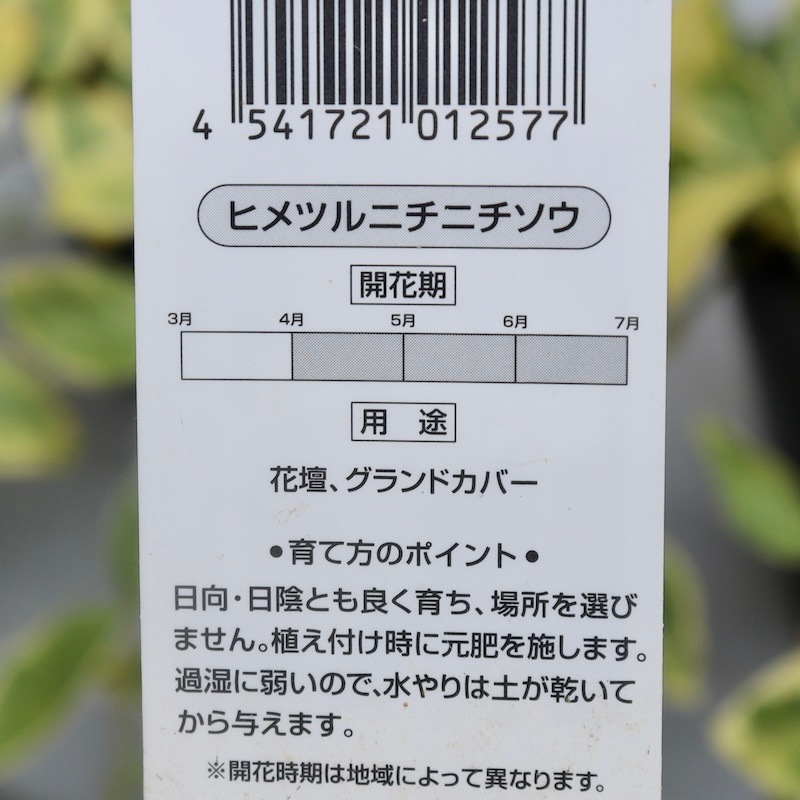 4 541721 012577
ヒメツルニチニチソウ
開花期
3月 4月 5月 6月 7月
用　途
花壇、グランドカバー
●育て方のポイント●
日向・日陰とも良く育ち、場所を選び
ません。植え付け時に元肥を施します。
過湿に弱いので、水やりは土が乾いて
から与えます。
※開花時期は地域によって異なります。